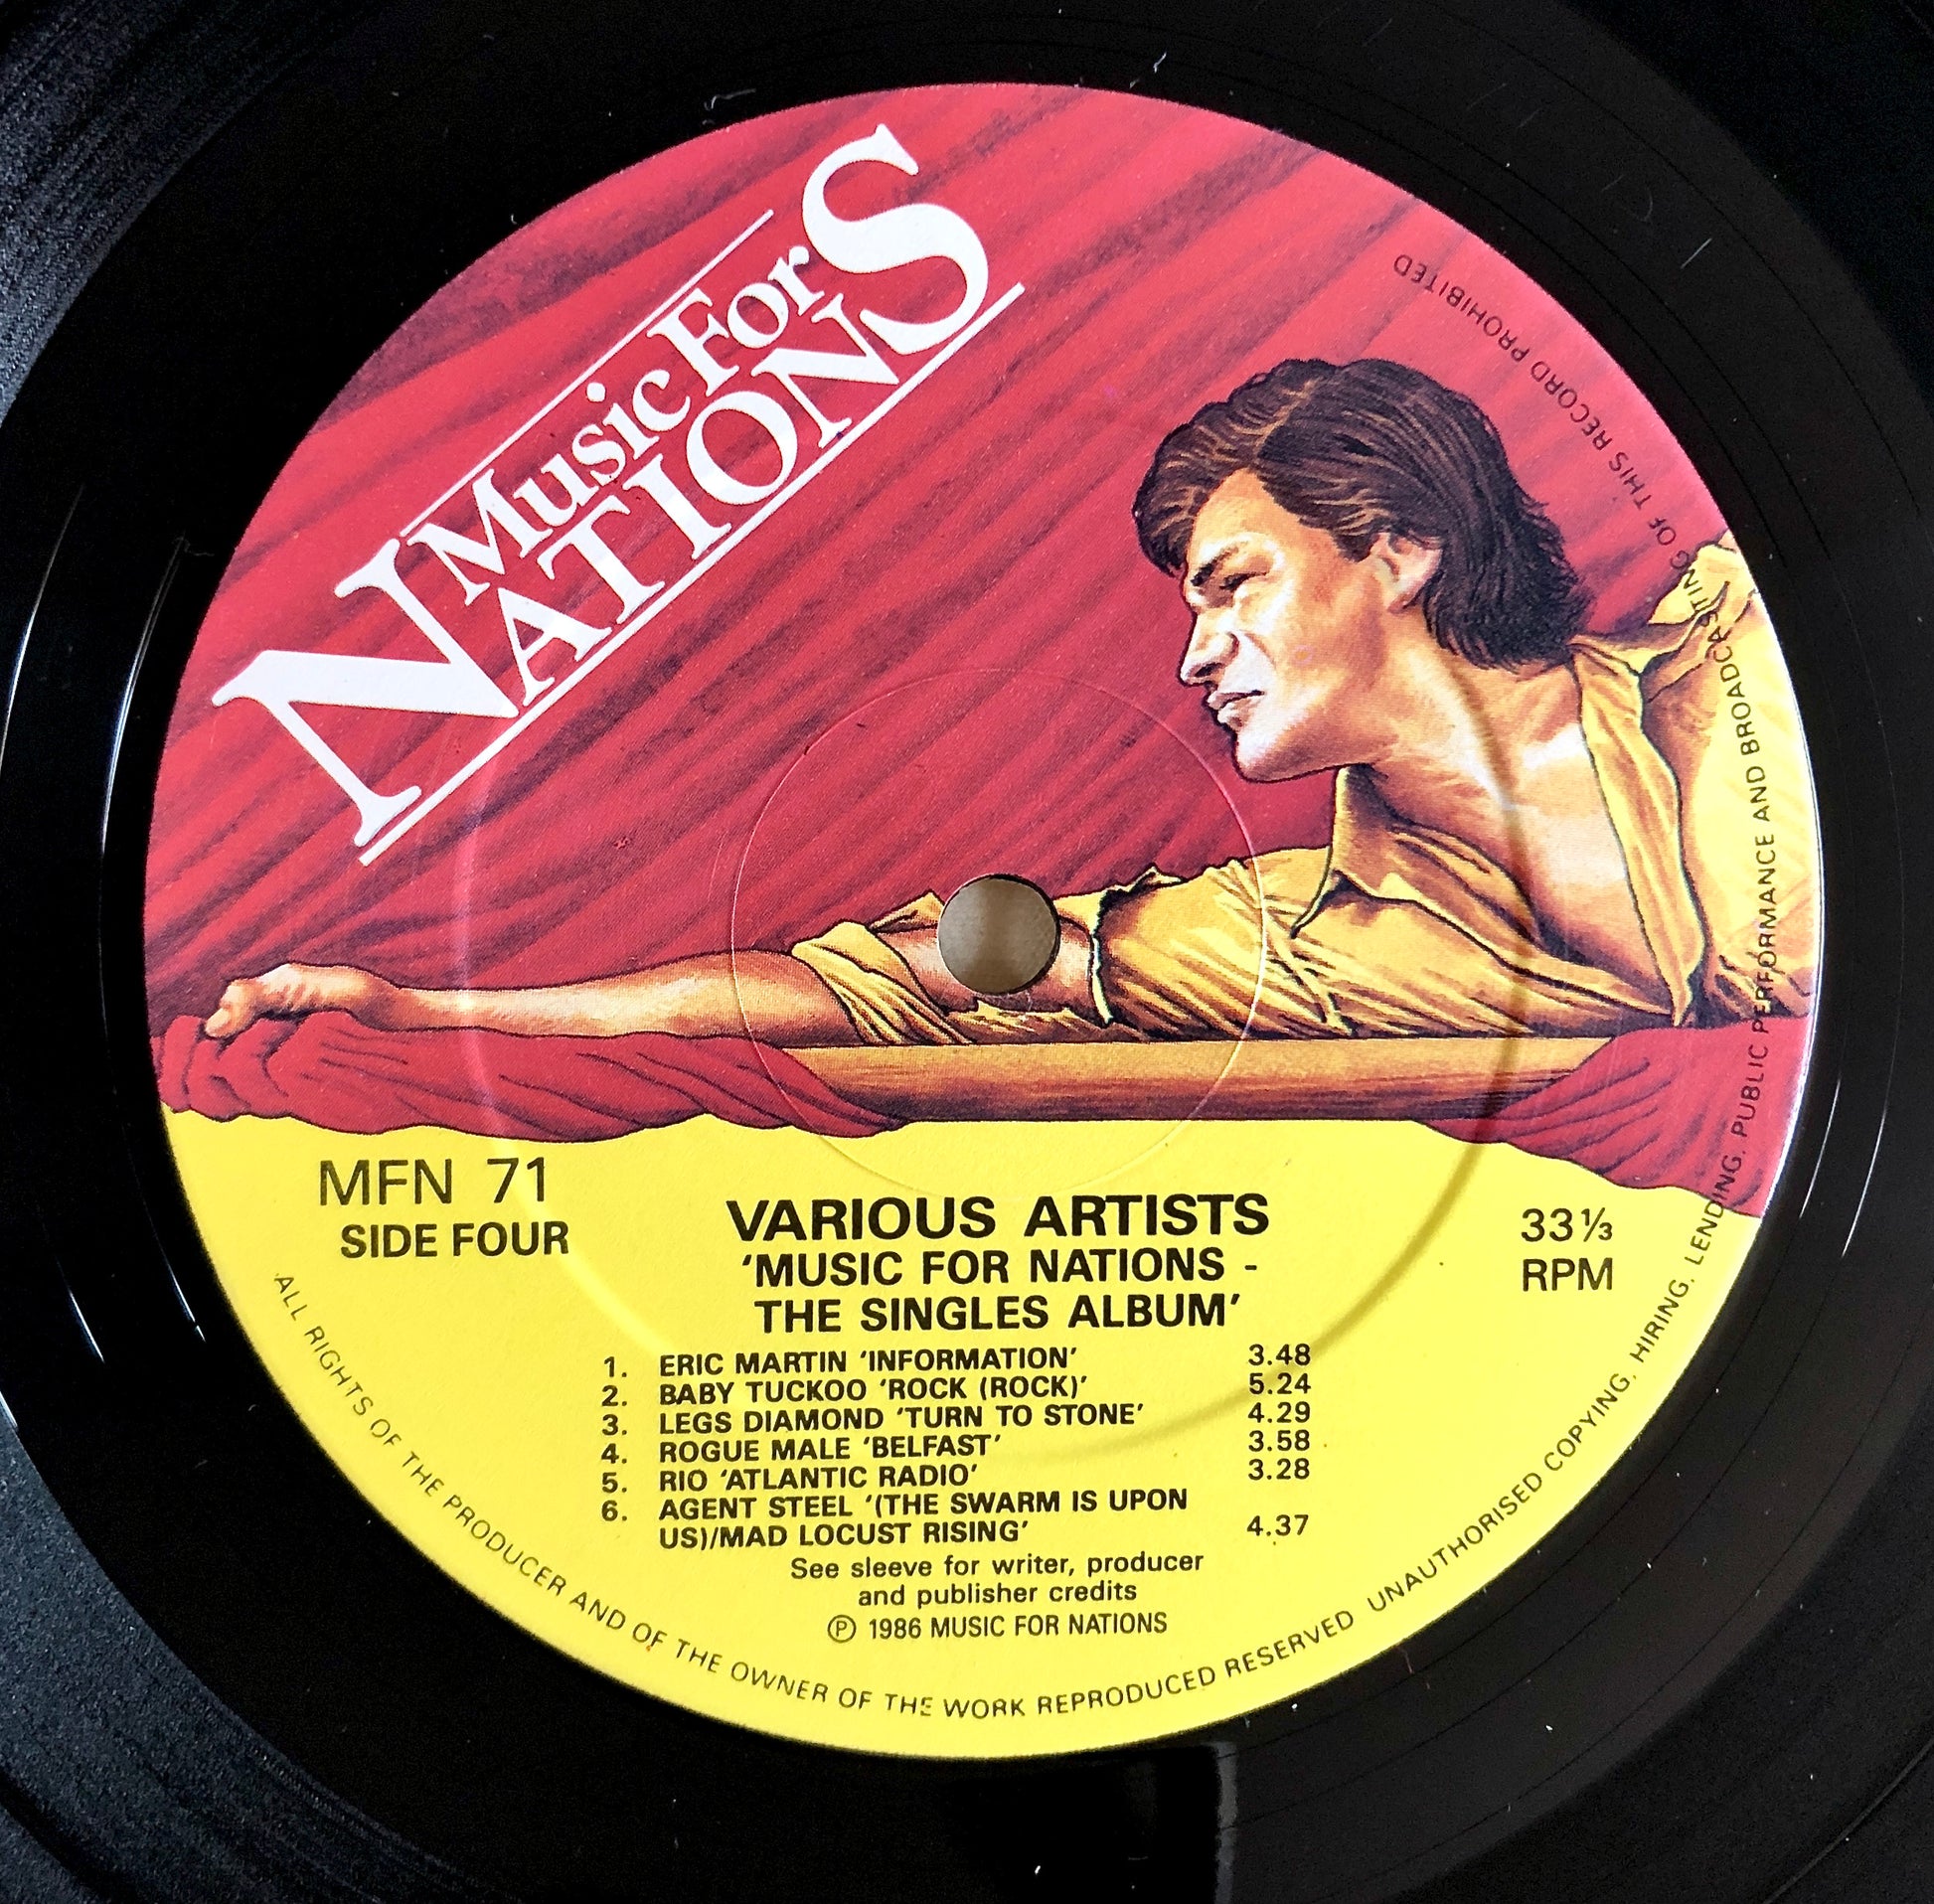 Music For
NATIONS
MFN 71
SIDE FOUR
VARIOUS ARTISTS
‘MUSIC FOR NATIONS -
THE SINGLES ALBUM’
33⅓
RPM
1. ERIC MARTIN ‘INFORMATION’ 3.48
2. BABY TUCKOO ‘ROCK (ROCK)’ 5.24
3. LEGS DIAMOND ‘TURN TO STONE’ 4.29
4. ROGUE MALE ‘BELFAST’ 3.58
5. RIO ‘ATLANTIC RADIO’ 3.28
6. AGENT STEEL ‘(THE SWARM IS UPON
US)/MAD LOCUST RISING’ 4.37
See sleeve for writer, producer
and publisher credits
℗ 1986 MUSIC FOR NATIONS
ALL RIGHTS OF THE PRODUCER AND OF THE OWNER OF THE WORK REPRODUCED RESERVED UNAUTHORISED COPYING, HIRING, LENDING, PUBLIC PERFORMANCE AND BROADCASTING OF THIS RECORD PROHIBITED